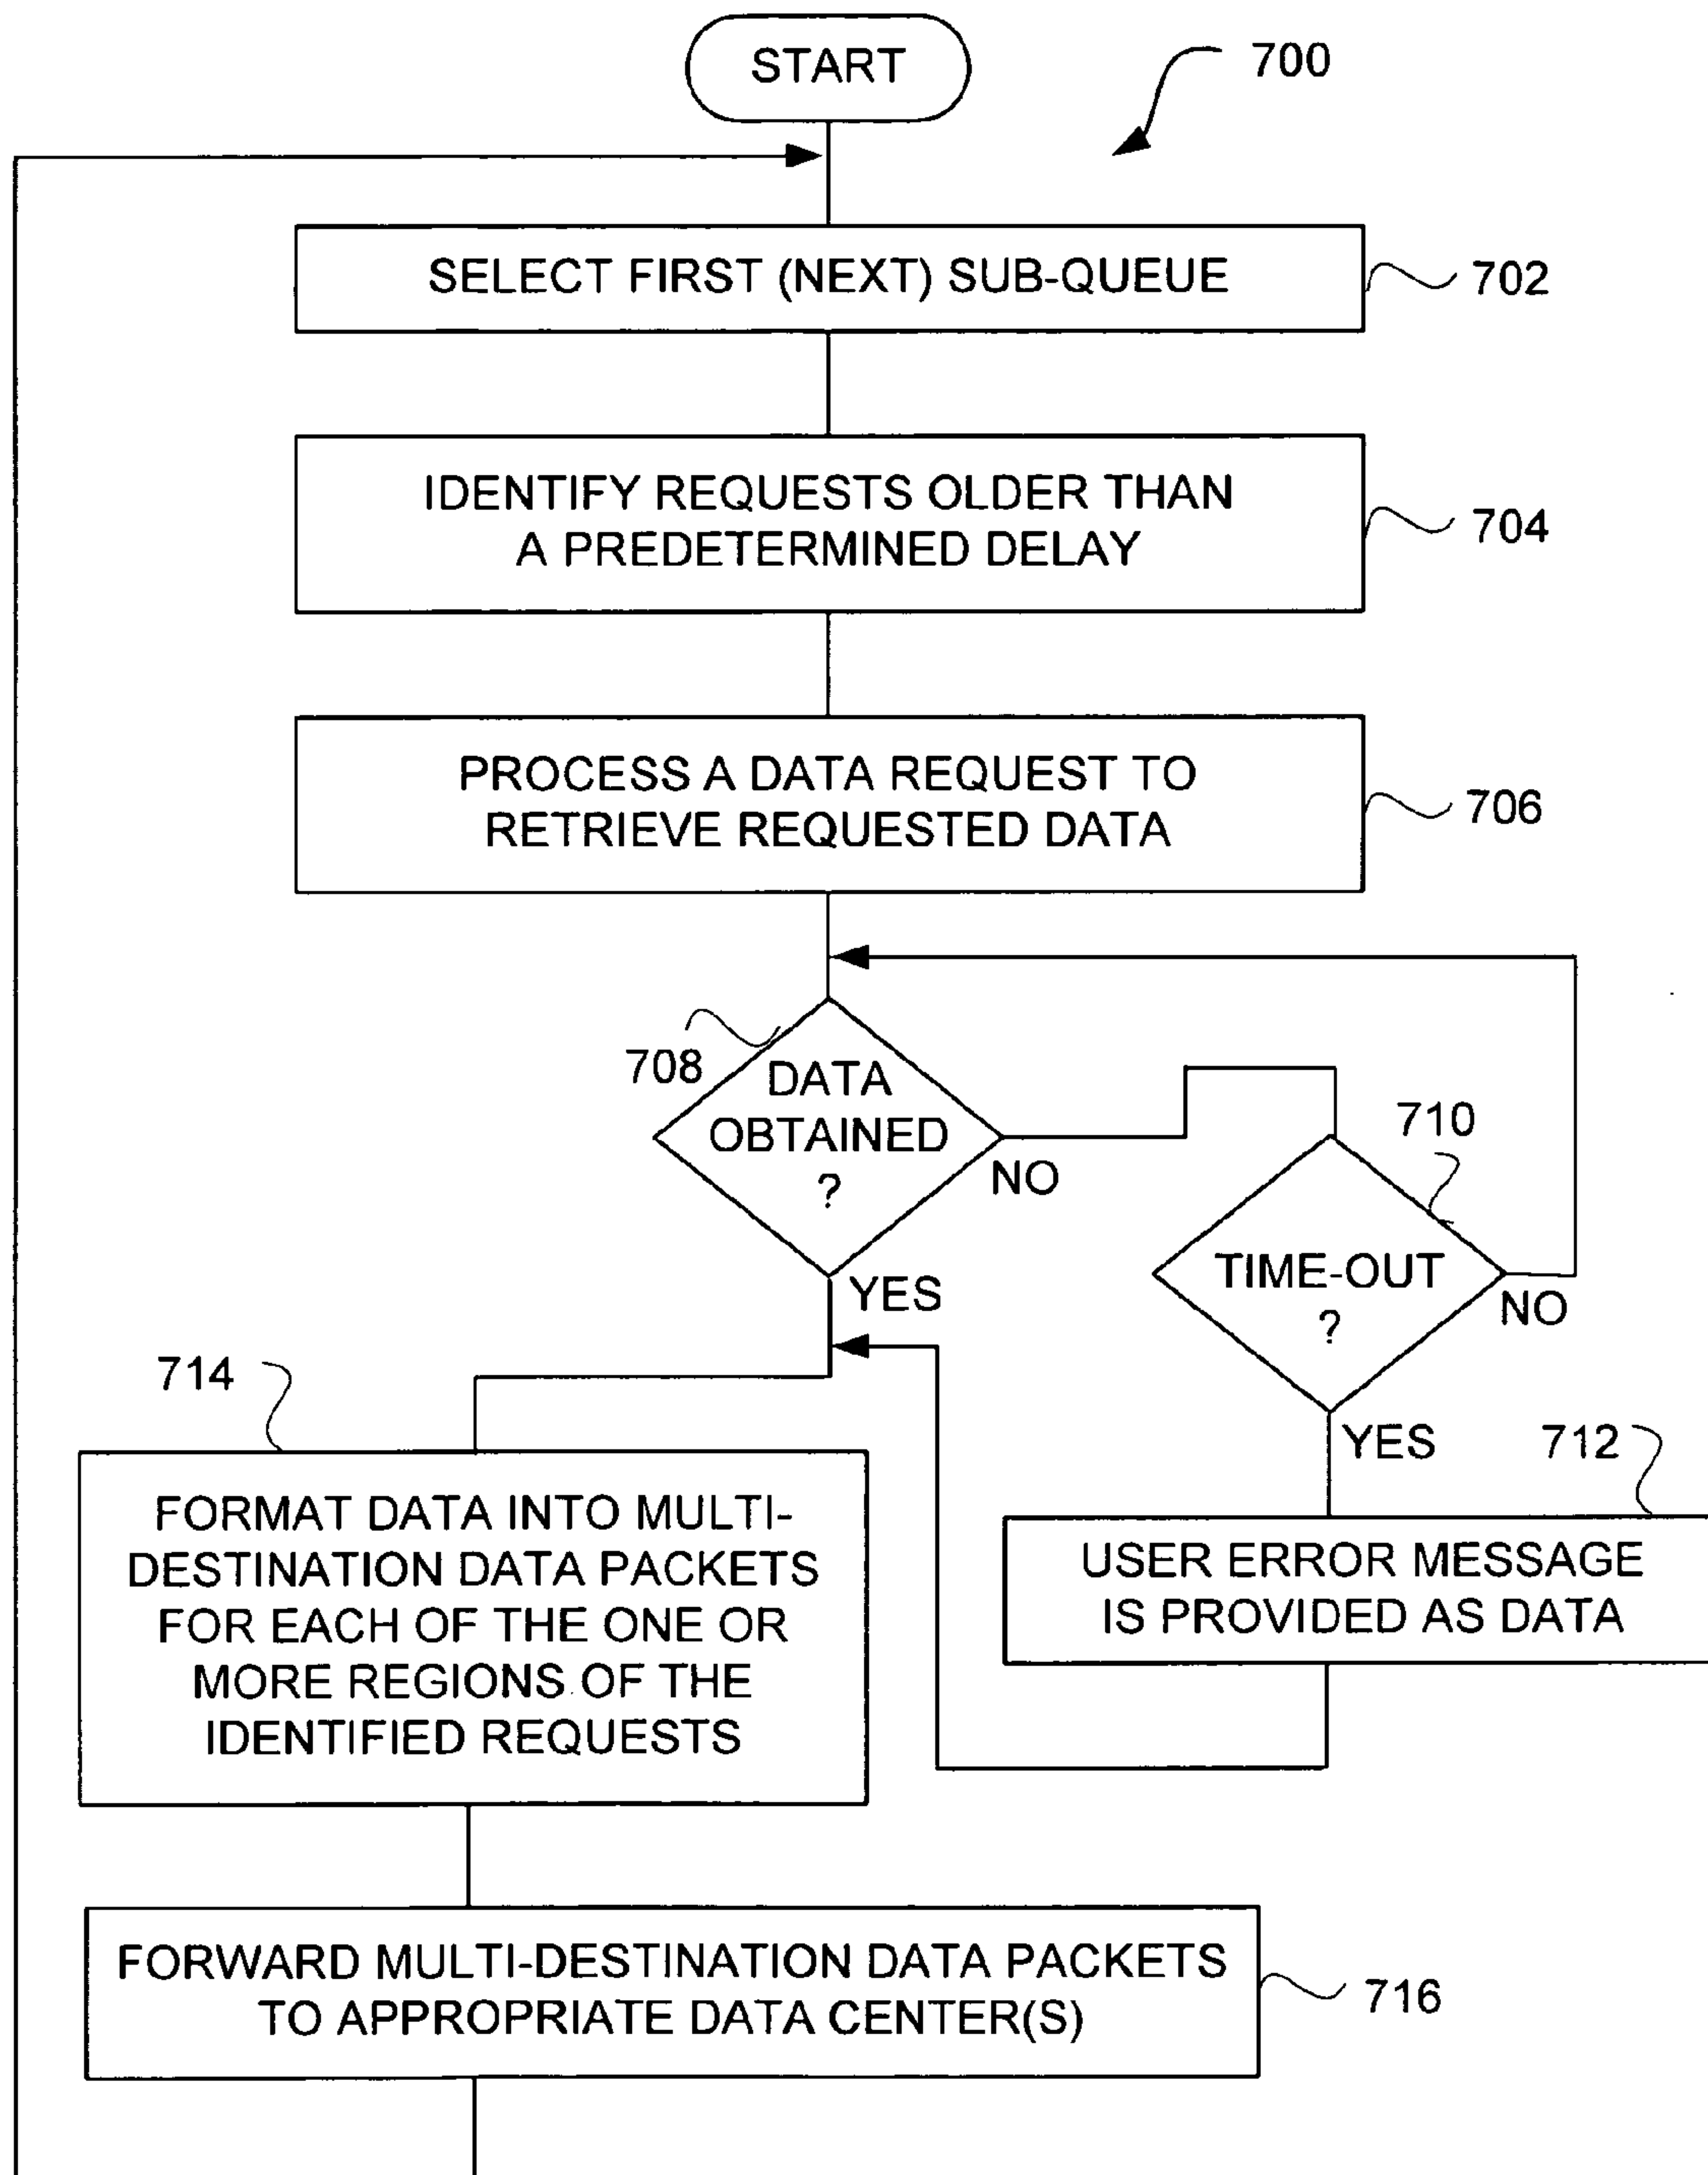 START
700
SELECT FIRST (NEXT) SUB-QUEUE
702
IDENTIFY REQUESTS OLDER THAN
A PREDETERMINED DELAY
704
PROCESS A DATA REQUEST TO
RETRIEVE REQUESTED DATA
706
708
DATA
OBTAINED
?
NO
YES
710
TIME-OUT
?
NO
YES
712
USER ERROR MESSAGE
IS PROVIDED AS DATA
714
FORMAT DATA INTO MULTI-
DESTINATION DATA PACKETS
FOR EACH OF THE ONE OR
MORE REGIONS OF THE
IDENTIFIED REQUESTS
FORWARD MULTI-DESTINATION DATA PACKETS
TO APPROPRIATE DATA CENTER(S)
716